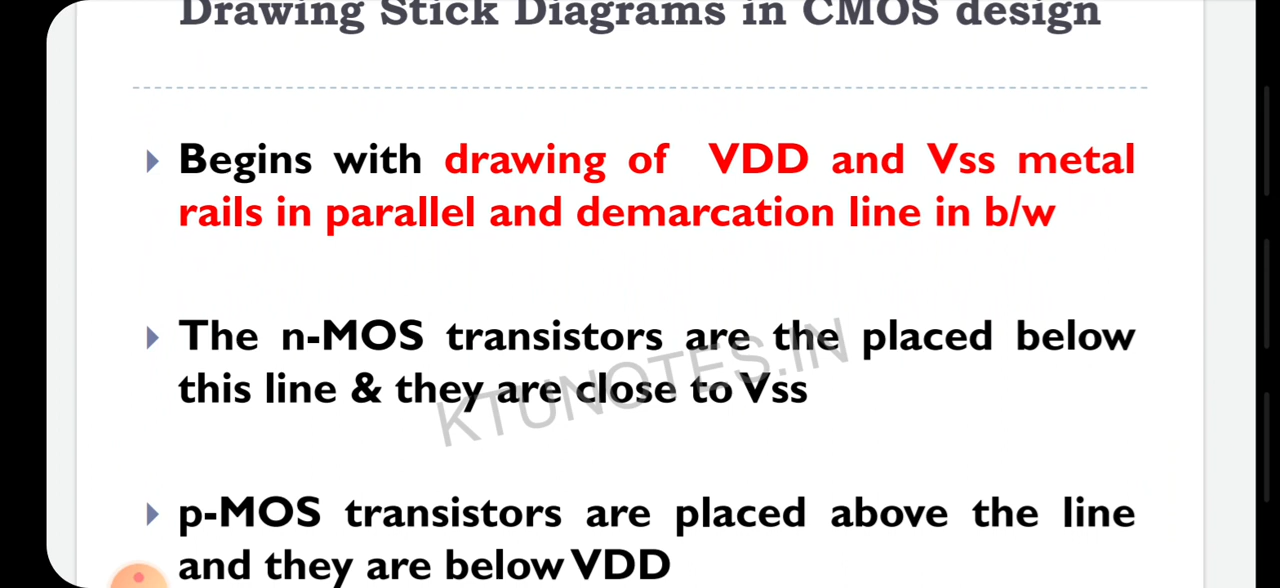 Drawing Stick Diagrams in CMOS design
Begins with drawing of VDD and Vss metal
rails in parallel and demarcation line in b/w
The n-MOS transistors are the placed below
this line & they are close to Vss
KTUNOTES.IN
p-MOS transistors are placed above the line
and they are below VDD